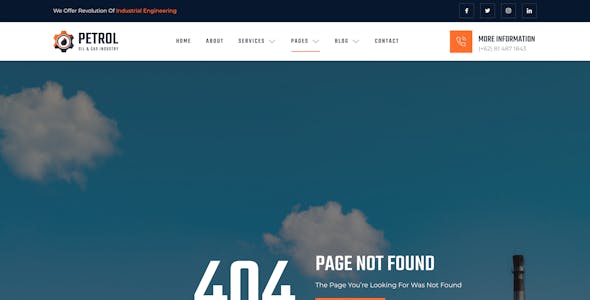 We Offer Revolution Of Industrial Engineering
PETROL
OIL & GAS INDUSTRY
HOME
ABOUT
SERVICES
PAGES
BLOG
CONTACT
MORE INFORMATION
(+62) 81 487 1843
404
PAGE NOT FOUND
The Page You're Looking For Was Not Found